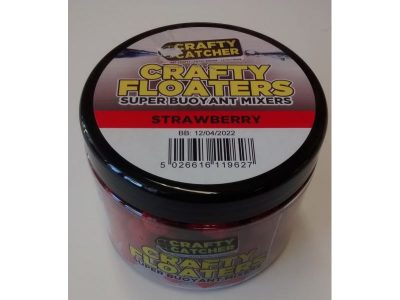 CRAFTY
CATCHER
CRAFTY
FLOATERS
SUPER BUOYANT MIXERS
STRAWBERRY
BB: 12/04/2022
5 026616 119627
CRAFTY
CATCHER
CRAFTY
FLOATERS
SUPER BUOYANT MIXERS